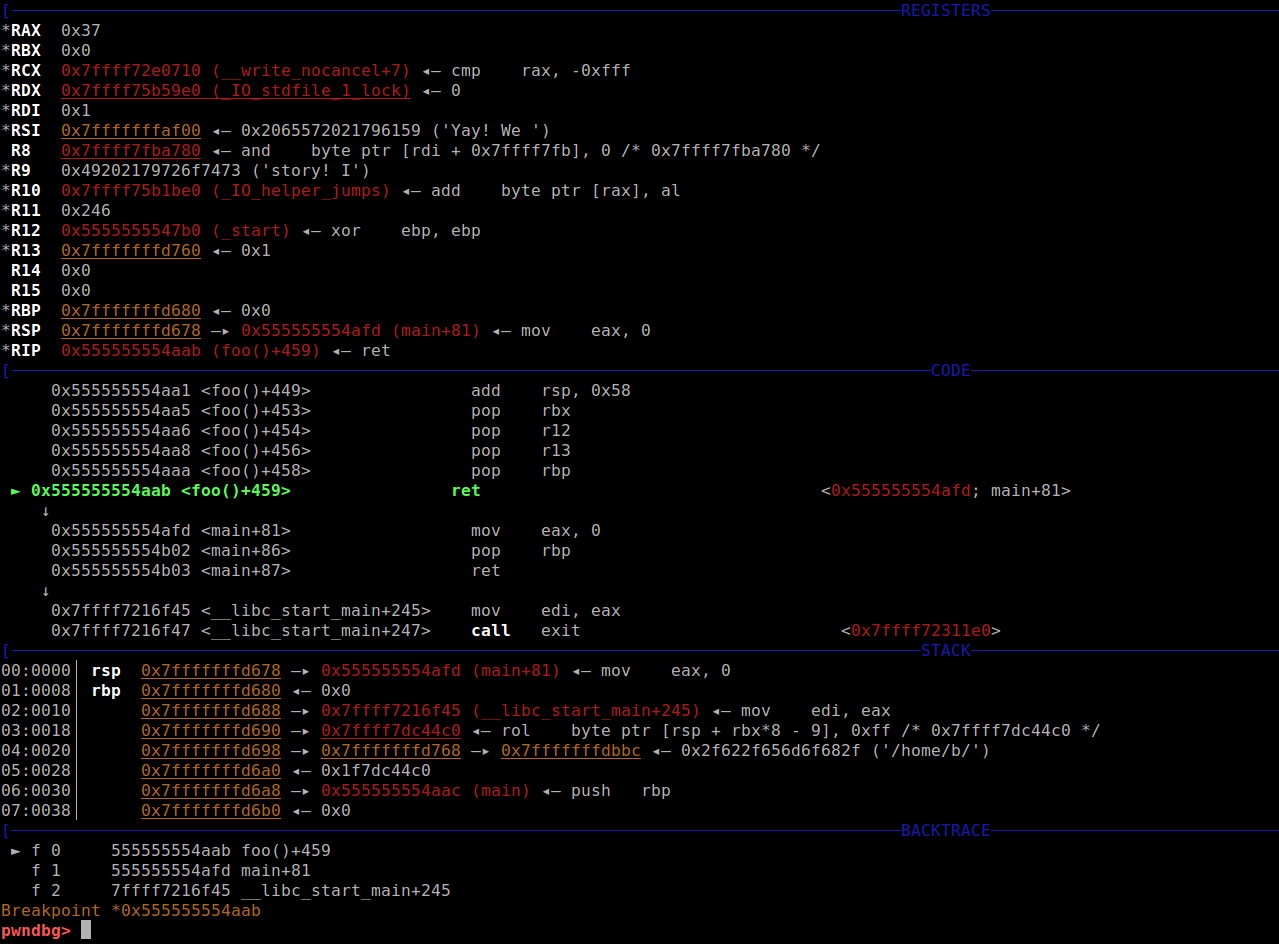 [─────REGISTERS─────
*RAX  0x37
*RBX  0x0
*RCX  0x7ffff72e0710 (__write_nocancel+7) ◂— cmp    rax, -0xfff
*RDX  0x7ffff75b59e0 (_IO_stdfile_1_lock) ◂— 0
*RDI  0x1
*RSI  0x7fffffffaf00 ◂— 0x2065572021796159 ('Yay! We ')
 R8   0x7ffff7fba780 ◂— and    byte ptr [rdi + 0x7ffff7fb], 0 /* 0x7ffff7fba780 */
*R9   0x49202179726f7473 ('story! I')
*R10  0x7ffff75b1be0 (_IO_helper_jumps) ◂— add    byte ptr [rax], al
*R11  0x246
*R12  0x5555555547b0 (_start) ◂— xor    ebp, ebp
*R13  0x7fffffffd760 ◂— 0x1
 R14  0x0
 R15  0x0
*RBP  0x7fffffffd680 ◂— 0x0
*RSP  0x7fffffffd678 —▸ 0x555555554afd (main+81) ◂— mov    eax, 0
*RIP  0x555555554aab (foo()+459) ◂— ret
[─────CODE─────
     0x555555554aa1 <foo()+449>                add    rsp, 0x58
     0x555555554aa5 <foo()+453>                pop    rbx
     0x555555554aa6 <foo()+454>                pop    r12
     0x555555554aa8 <foo()+456>                pop    r13
     0x555555554aaa <foo()+458>                pop    rbp
 ► 0x555555554aab <foo()+459>                ret                                  <0x555555554afd; main+81>
    ↓
     0x555555554afd <main+81>                  mov    eax, 0
     0x555555554b02 <main+86>                  pop    rbp
     0x555555554b03 <main+87>                  ret
    ↓
     0x7ffff7216f45 <__libc_start_main+245>    mov    edi, eax
     0x7ffff7216f47 <__libc_start_main+247>    call   exit                          <0x7ffff72311e0>
[─────STACK─────
00:0000│ rsp  0x7fffffffd678 —▸ 0x555555554afd (main+81) ◂— mov    eax, 0
01:0008│ rbp  0x7fffffffd680 ◂— 0x0
02:0010│      0x7fffffffd688 —▸ 0x7ffff7216f45 (__libc_start_main+245) ◂— mov    edi, eax
03:0018│      0x7fffffffd690 —▸ 0x7ffff7dc44c0 ◂— rol    byte ptr [rsp + rbx*8 - 9], 0xff /* 0x7ffff7dc44c0 */
04:0020│      0x7fffffffd698 —▸ 0x7fffffffd768 —▸ 0x7fffffffdbbc ◂— 0x2f622f656d6f682f ('/home/b/')
05:0028│      0x7fffffffd6a0 ◂— 0x1f7dc44c0
06:0030│      0x7fffffffd6a8 —▸ 0x555555554aac (main) ◂— push   rbp
07:0038│      0x7fffffffd6b0 ◂— 0x0
[─────BACKTRACE─────
 ► f 0     555555554aab foo()+459
   f 1     555555554afd main+81
   f 2     7ffff7216f45 __libc_start_main+245
Breakpoint *0x555555554aab
pwndbg>